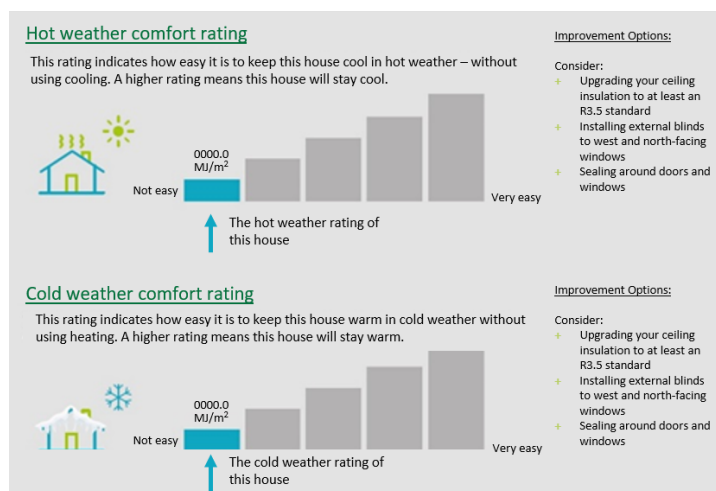 Hot weather comfort rating
This rating indicates how easy it is to keep this house cool in hot weather – without
using cooling. A higher rating means this house will stay cool.
0000.0
MJ/m²
Not easy
Very easy
The hot weather rating of
this house
Improvement Options:
Consider:
+ Upgrading your ceiling
insulation to at least an
R3.5 standard
+ Installing external blinds
to west and north-facing
windows
+ Sealing around doors and
windows
Cold weather comfort rating
This rating indicates how easy it is to keep this house warm in cold weather without
using heating. A higher rating means this house will stay warm.
0000.0
MJ/m²
Not easy
Very easy
The cold weather rating of
this house
Improvement Options:
Consider:
+ Upgrading your ceiling
insulation to at least an
R3.5 standard
+ Installing external blinds
to west and north-facing
windows
+ Sealing around doors and
windows